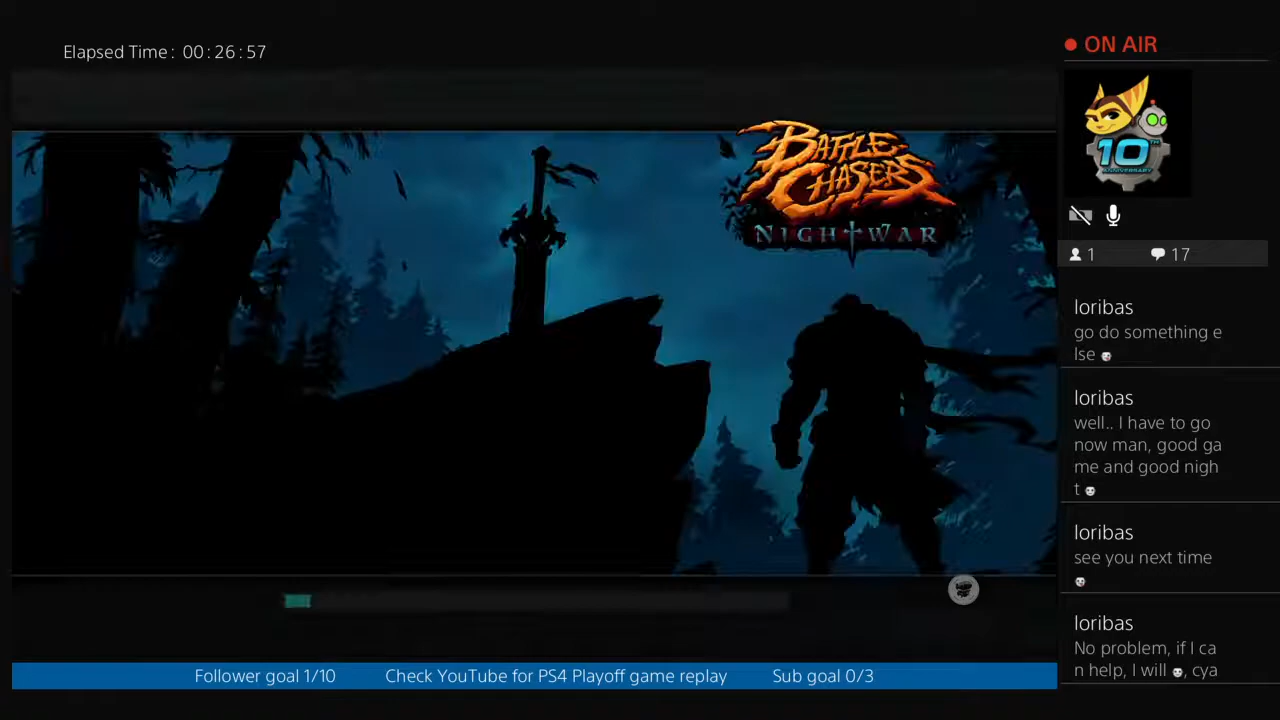 Elapsed Time: 00:26:57
ON AIR
BATTLE
CHASERS
NIGHTWAR
10TH
ANNIVERSARY
1 17
loribas
go do something e
lse
loribas
well.. I have to go
now man, good ga
me and good nigh
t
loribas
see you next time
loribas
No problem, if I ca
n help, I will , cya
Follower goal 1/10 Check YouTube for PS4 Playoff game replay Sub goal 0/3